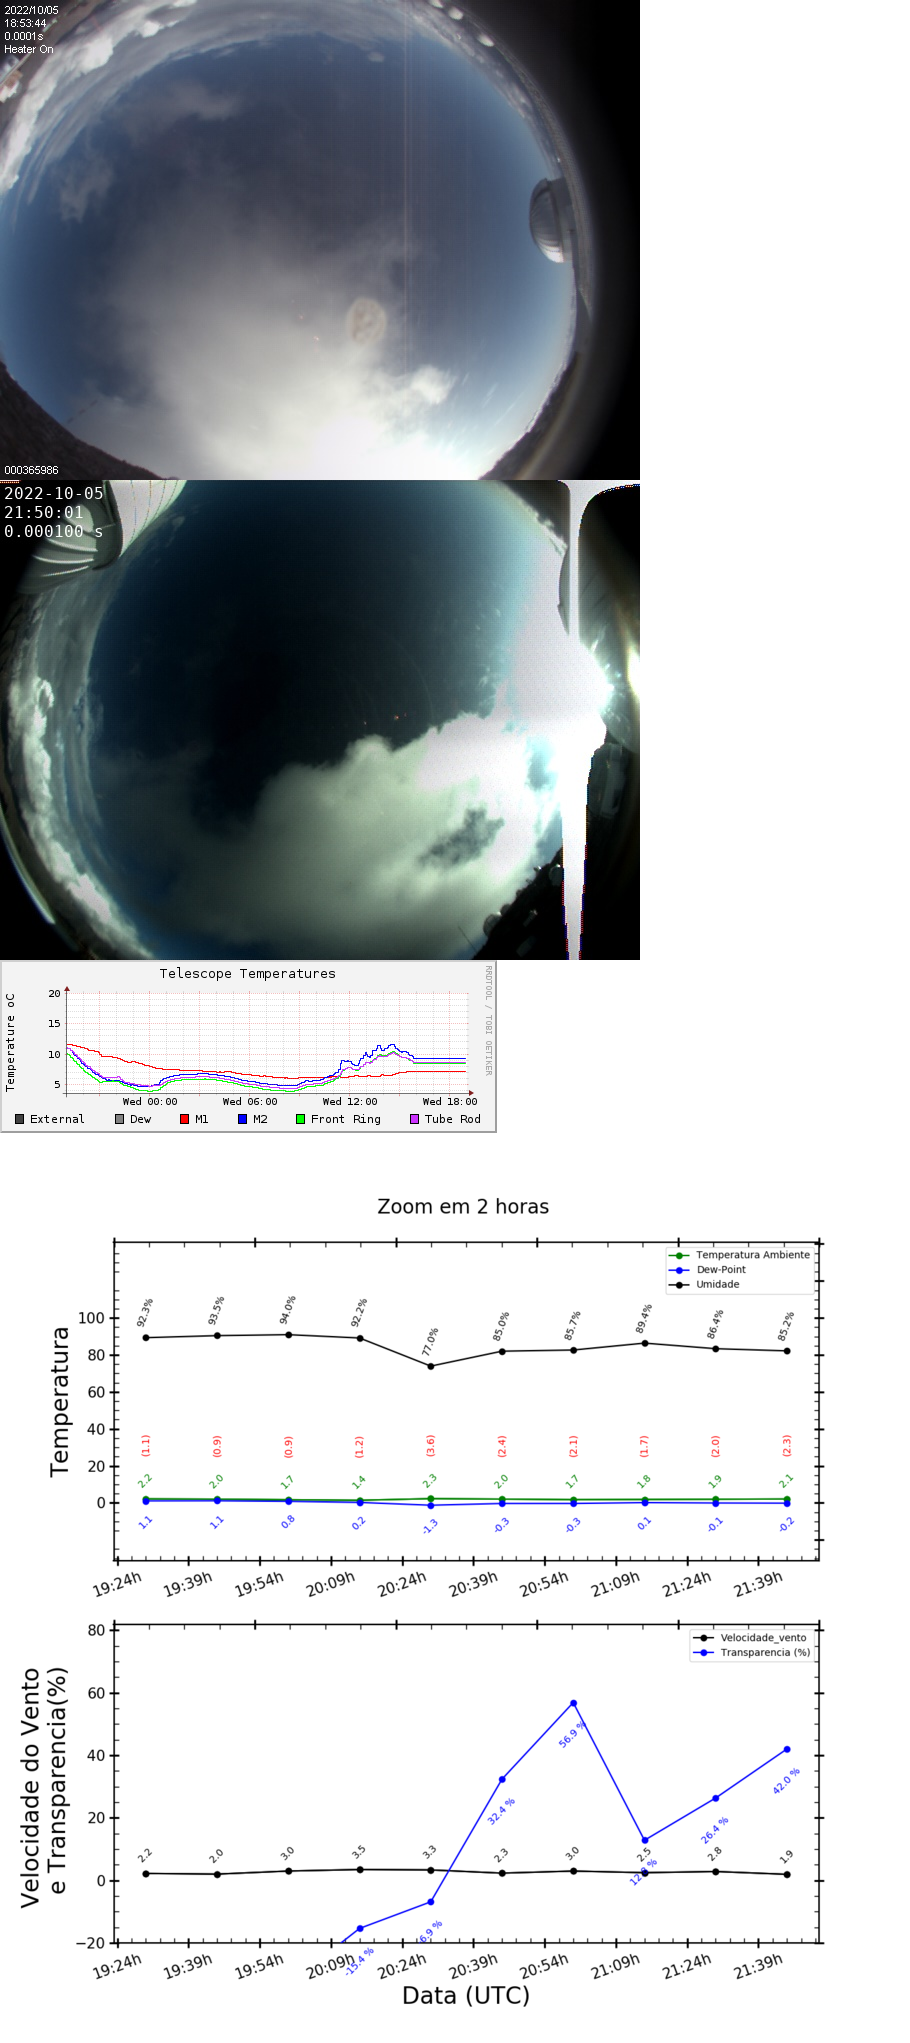 2022/10/05
18:53:44
0.0001s
Heater On
000365986
2022-10-05
21:50:01
0.000100 s
Telescope Temperatures
Temperature oC
RRDTOOL / TOBI OETIKER
20
15
10
5
Wed 00:00 Wed 06:00 Wed 12:00 Wed 18:00
External Dew M1 M2 Front Ring Tube Rod
Zoom em 2 horas
Temperatura Ambiente
Dew-Point
Umidade
Temperatura
100
80
60
40
20
0
92.3% 93.5% 94.0% 92.2% 77.0% 85.0% 85.7% 89.4% 86.4% 85.2%
(1.1) (0.9) (0.9) (1.2) (3.6) (2.4) (2.1) (1.7) (2.0) (2.3)
2.2 2.0 1.7 1.4 2.3 2.0 1.7 1.8 1.9 2.1
1.1 1.1 0.8 0.2 -1.3 -0.3 -0.3 0.1 -0.1 -0.2
19:24h 19:39h 19:54h 20:09h 20:24h 20:39h 20:54h 21:09h 21:24h 21:39h
Velocidade_vento
Transparencia (%)
Velocidade do Vento
e Transparencia(%)
80
60
40
20
0
−20
56.9 %
42.0 %
32.4 %
26.4 %
2.2 2.0 3.0 3.5 3.3 2.3 3.0 2.5 2.8 1.9
-15.4 %
19:24h 19:39h 19:54h 20:09h 20:24h 20:39h 20:54h 21:09h 21:24h 21:39h
Data (UTC)